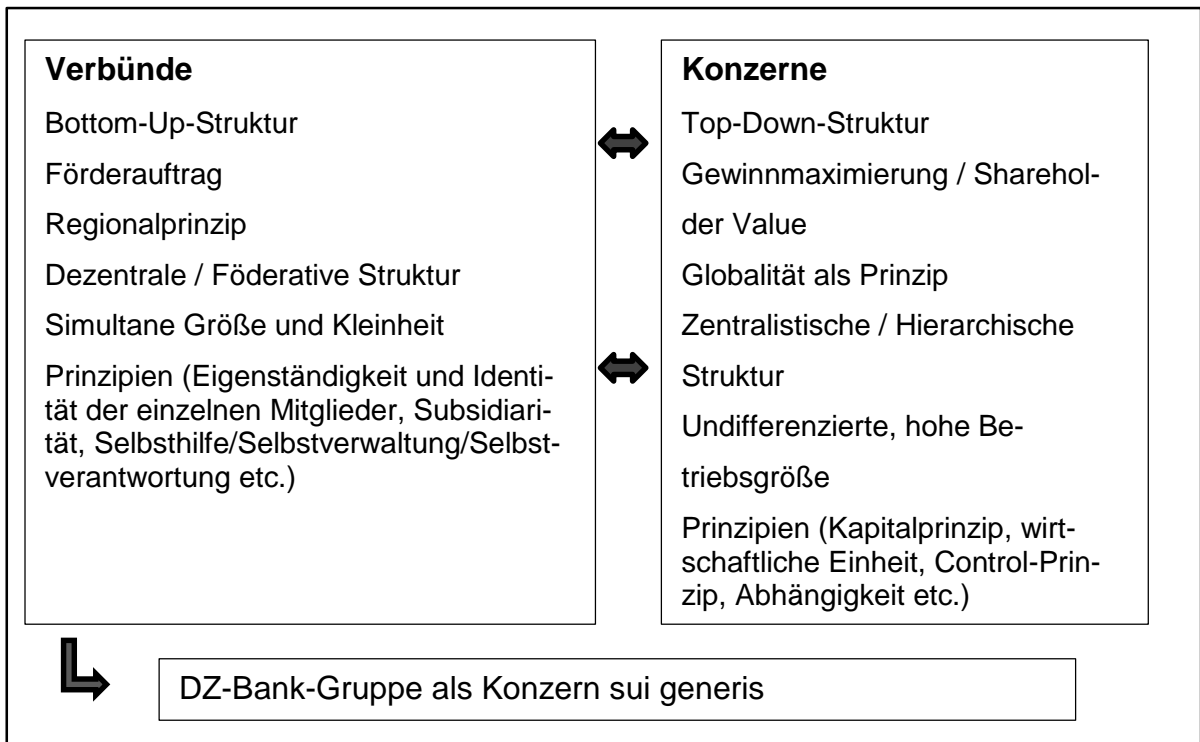 Verbünde
Bottom-Up-Struktur
Förderauftrag
Regionalprinzip
Dezentrale / Föderative Struktur
Simultane Größe und Kleinheit
Prinzipien (Eigenständigkeit und Identi-
tät der einzelnen Mitglieder, Subsidiari-
tät, Selbsthilfe/Selbstverwaltung/Selbst-
verantwortung etc.)
Konzerne
Top-Down-Struktur
Gewinnmaximierung / Sharehol-
der Value
Globalität als Prinzip
Zentralistische / Hierarchische
Struktur
Undifferenzierte, hohe Be-
triebsgröße
Prinzipien (Kapitalprinzip, wirt-
schaftliche Einheit, Control-Prin-
zip, Abhängigkeit etc.)
DZ-Bank-Gruppe als Konzern sui generis